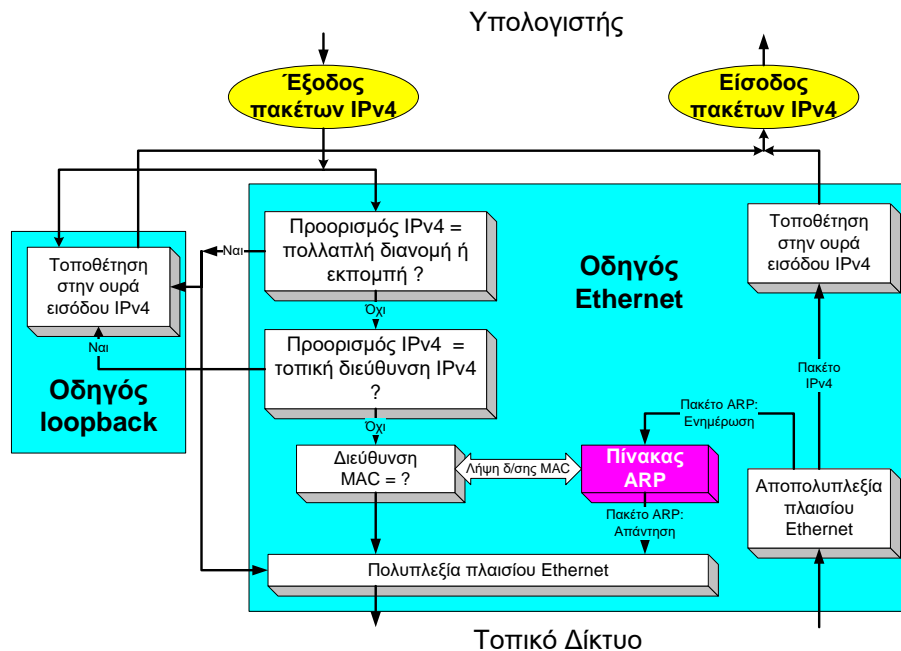 Υπολογιστής
Έξοδος
πακέτων IPv4
Είσοδος
πακέτων IPv4
Προορισμός IPv4 =
πολλαπλή διανομή ή
εκπομπή ?
Ναι
Τοποθέτηση
στην ουρά
εισόδου IPv4
Οδηγός
Ethernet
Τοποθέτηση
στην ουρά
εισόδου IPv4
Όχι
Ναι
Προορισμός IPv4 =
τοπική διεύθυνση IPv4
?
Οδηγός
loopback
Πακέτο
IPv4
Όχι
Πακέτο ARP:
Ενημέρωση
Διεύθυνση
MAC = ?
Λήψη δ/σης MAC
Πίνακας
ARP
Αποπολυπλεξία
πλαισίου
Ethernet
Πακέτο ARP:
Απάντηση
Πολυπλεξία πλαισίου Ethernet
Τοπικό Δίκτυο